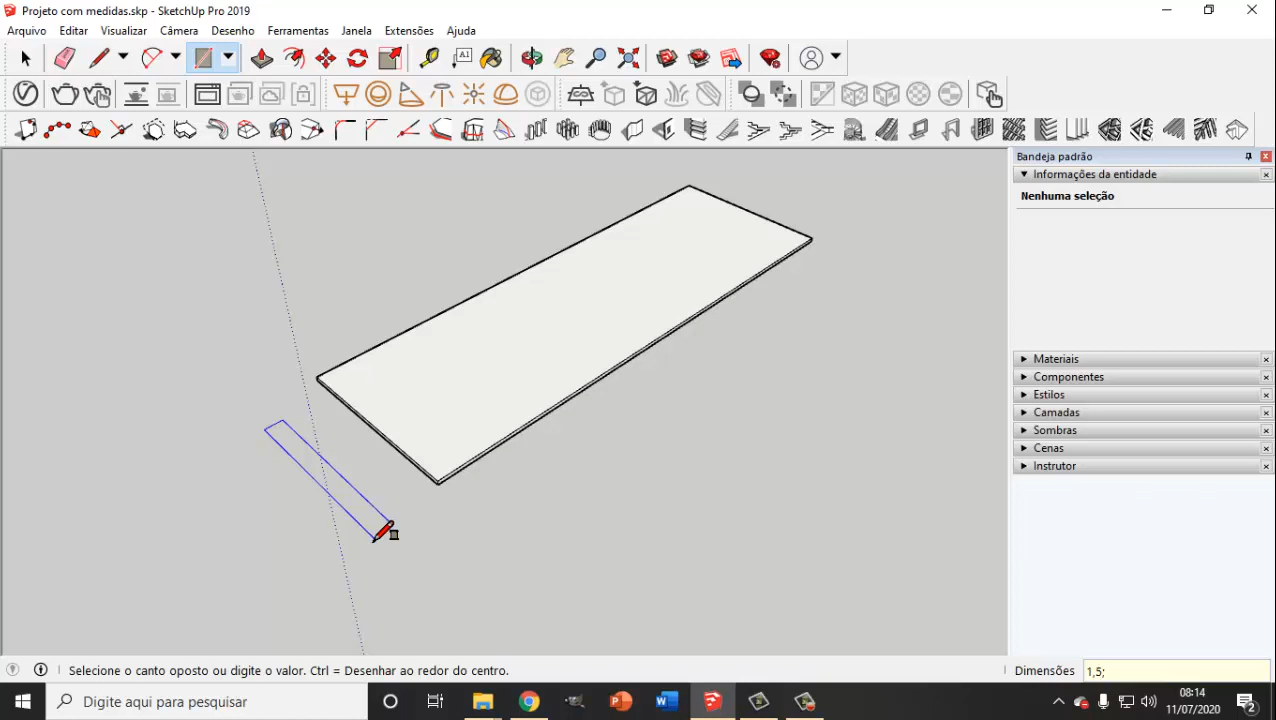 Projeto com medidas.skp - SketchUp Pro 2019
Arquivo Editar Visualizar Câmera Desenho Ferramentas Janela Extensões Ajuda
A1
Bandeja padrão
Informações da entidade
Nenhuma seleção
Materiais
Componentes
Estilos
Camadas
Sombras
Cenas
Instrutor
Selecione o canto oposto ou digite o valor. Ctrl = Desenhar ao redor do centro.
Dimensões 1,5;
Digite aqui para pesquisar
08:14
11/07/2020
2